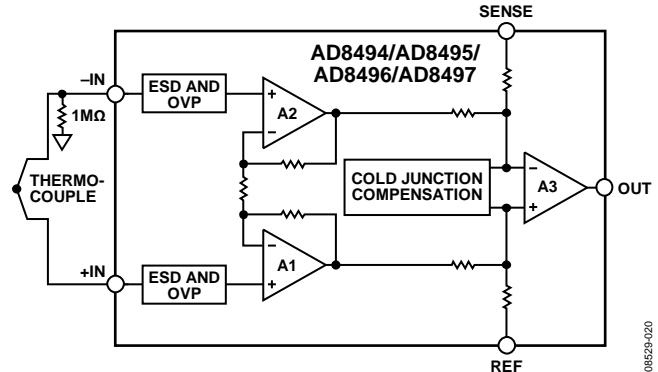 SENSE
AD8494/AD8495/
AD8496/AD8497
–IN
ESD AND
OVP
+
A2
–
1MΩ
THERMO-
COUPLE
COLD JUNCTION
COMPENSATION
–
A3
+
OUT
–
A1
+
+IN
ESD AND
OVP
REF
08529-020